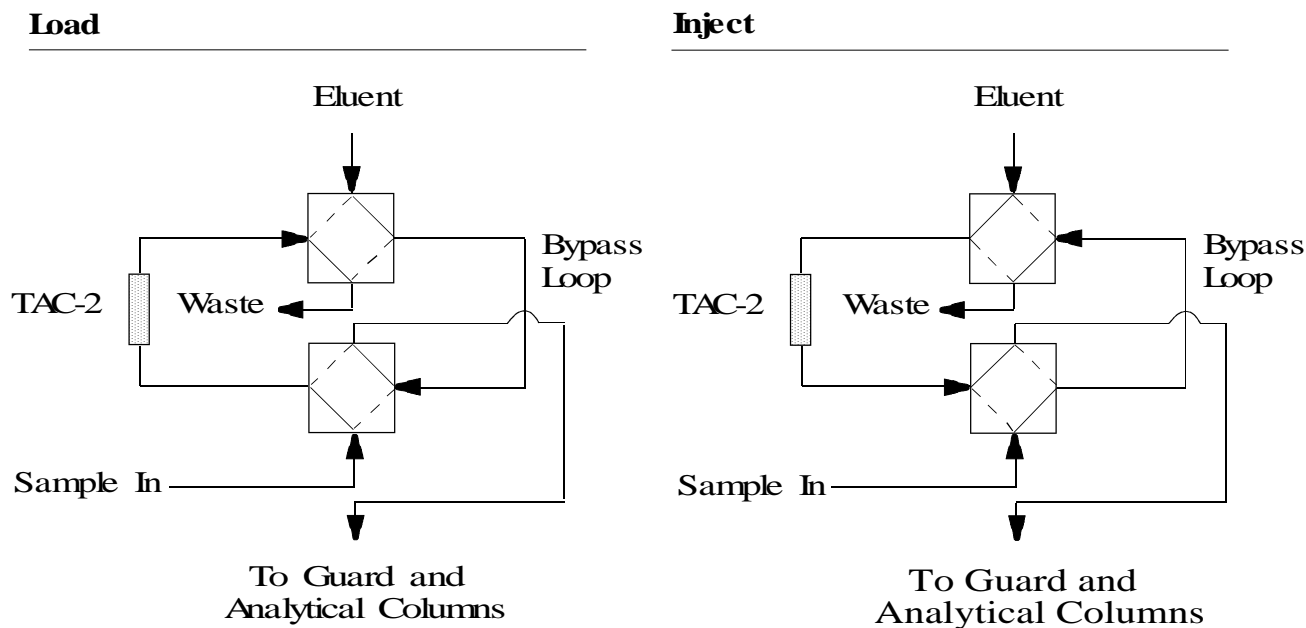 Load
Eluent
Bypass
Loop
TAC-2
Waste
Sample In
To Guard and
Analytical Columns
Inject
Eluent
Bypass
Loop
TAC-2
Waste
Sample In
To Guard and
Analytical Columns